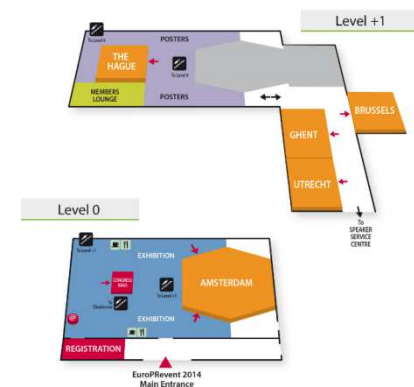 Level +1
To Level 0
POSTERS
THE
HAGUE
To Level 0
MEMBERS
LOUNGE
POSTERS
BRUSSELS
GHENT
UTRECHT
To
SPEAKER
SERVICE
CENTRE
Level 0
To Level +1
EXHIBITION
CONGRESS
To Level +1
AMSTERDAM
To
EXHIBITION
REGISTRATION
EuroPRevent 2014
Main Entrance